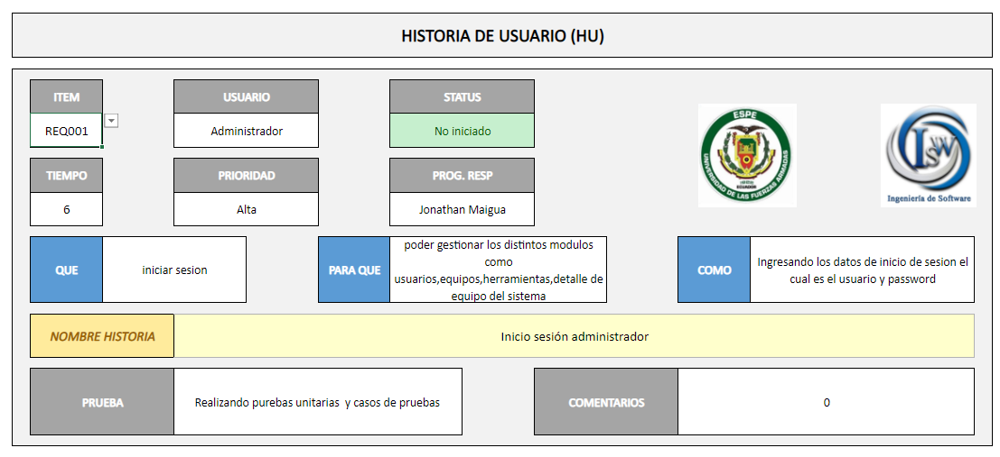 HISTORIA DE USUARIO (HU)
ITEM
USUARIO
STATUS
REQ001
Administrador
No iniciado
TIEMPO
PRIORIDAD
PROG. RESP
6
Alta
Jonathan Maigua
ESPE
UNIVERSIDAD DE LAS FUERZAS ARMADAS
ECUADOR
ISW
Ingeniería de Software
QUE
iniciar sesion
PARA QUE
poder gestionar los distintos modulos
como
usuarios,equipos,herramientas,detalle de
equipo del sistema
COMO
Ingresando los datos de inicio de sesion el
cual es el usuario y password
NOMBRE HISTORIA
Inicio sesión administrador
PRUEBA
Realizando purebas unitarias  y casos de pruebas
COMENTARIOS
0